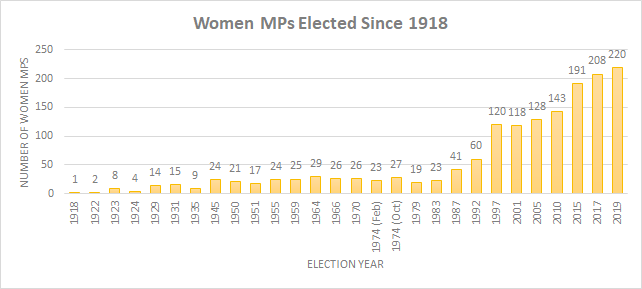 Women MPs Elected Since 1918
NUMBER OF WOMEN MPS
250
200
150
100
50
0
1 2 8 4 14 15 9 24 21 17 24 25 29 26 26 23 27 19 23 41 60 120 118 128 143 191 208 220
1918 1922 1923 1924 1929 1931 1935 1945 1950 1951 1955 1959 1964 1966 1970 1974 (Feb) 1974 (Oct) 1979 1983 1987 1992 1997 2001 2005 2010 2015 2017 2019
ELECTION YEAR